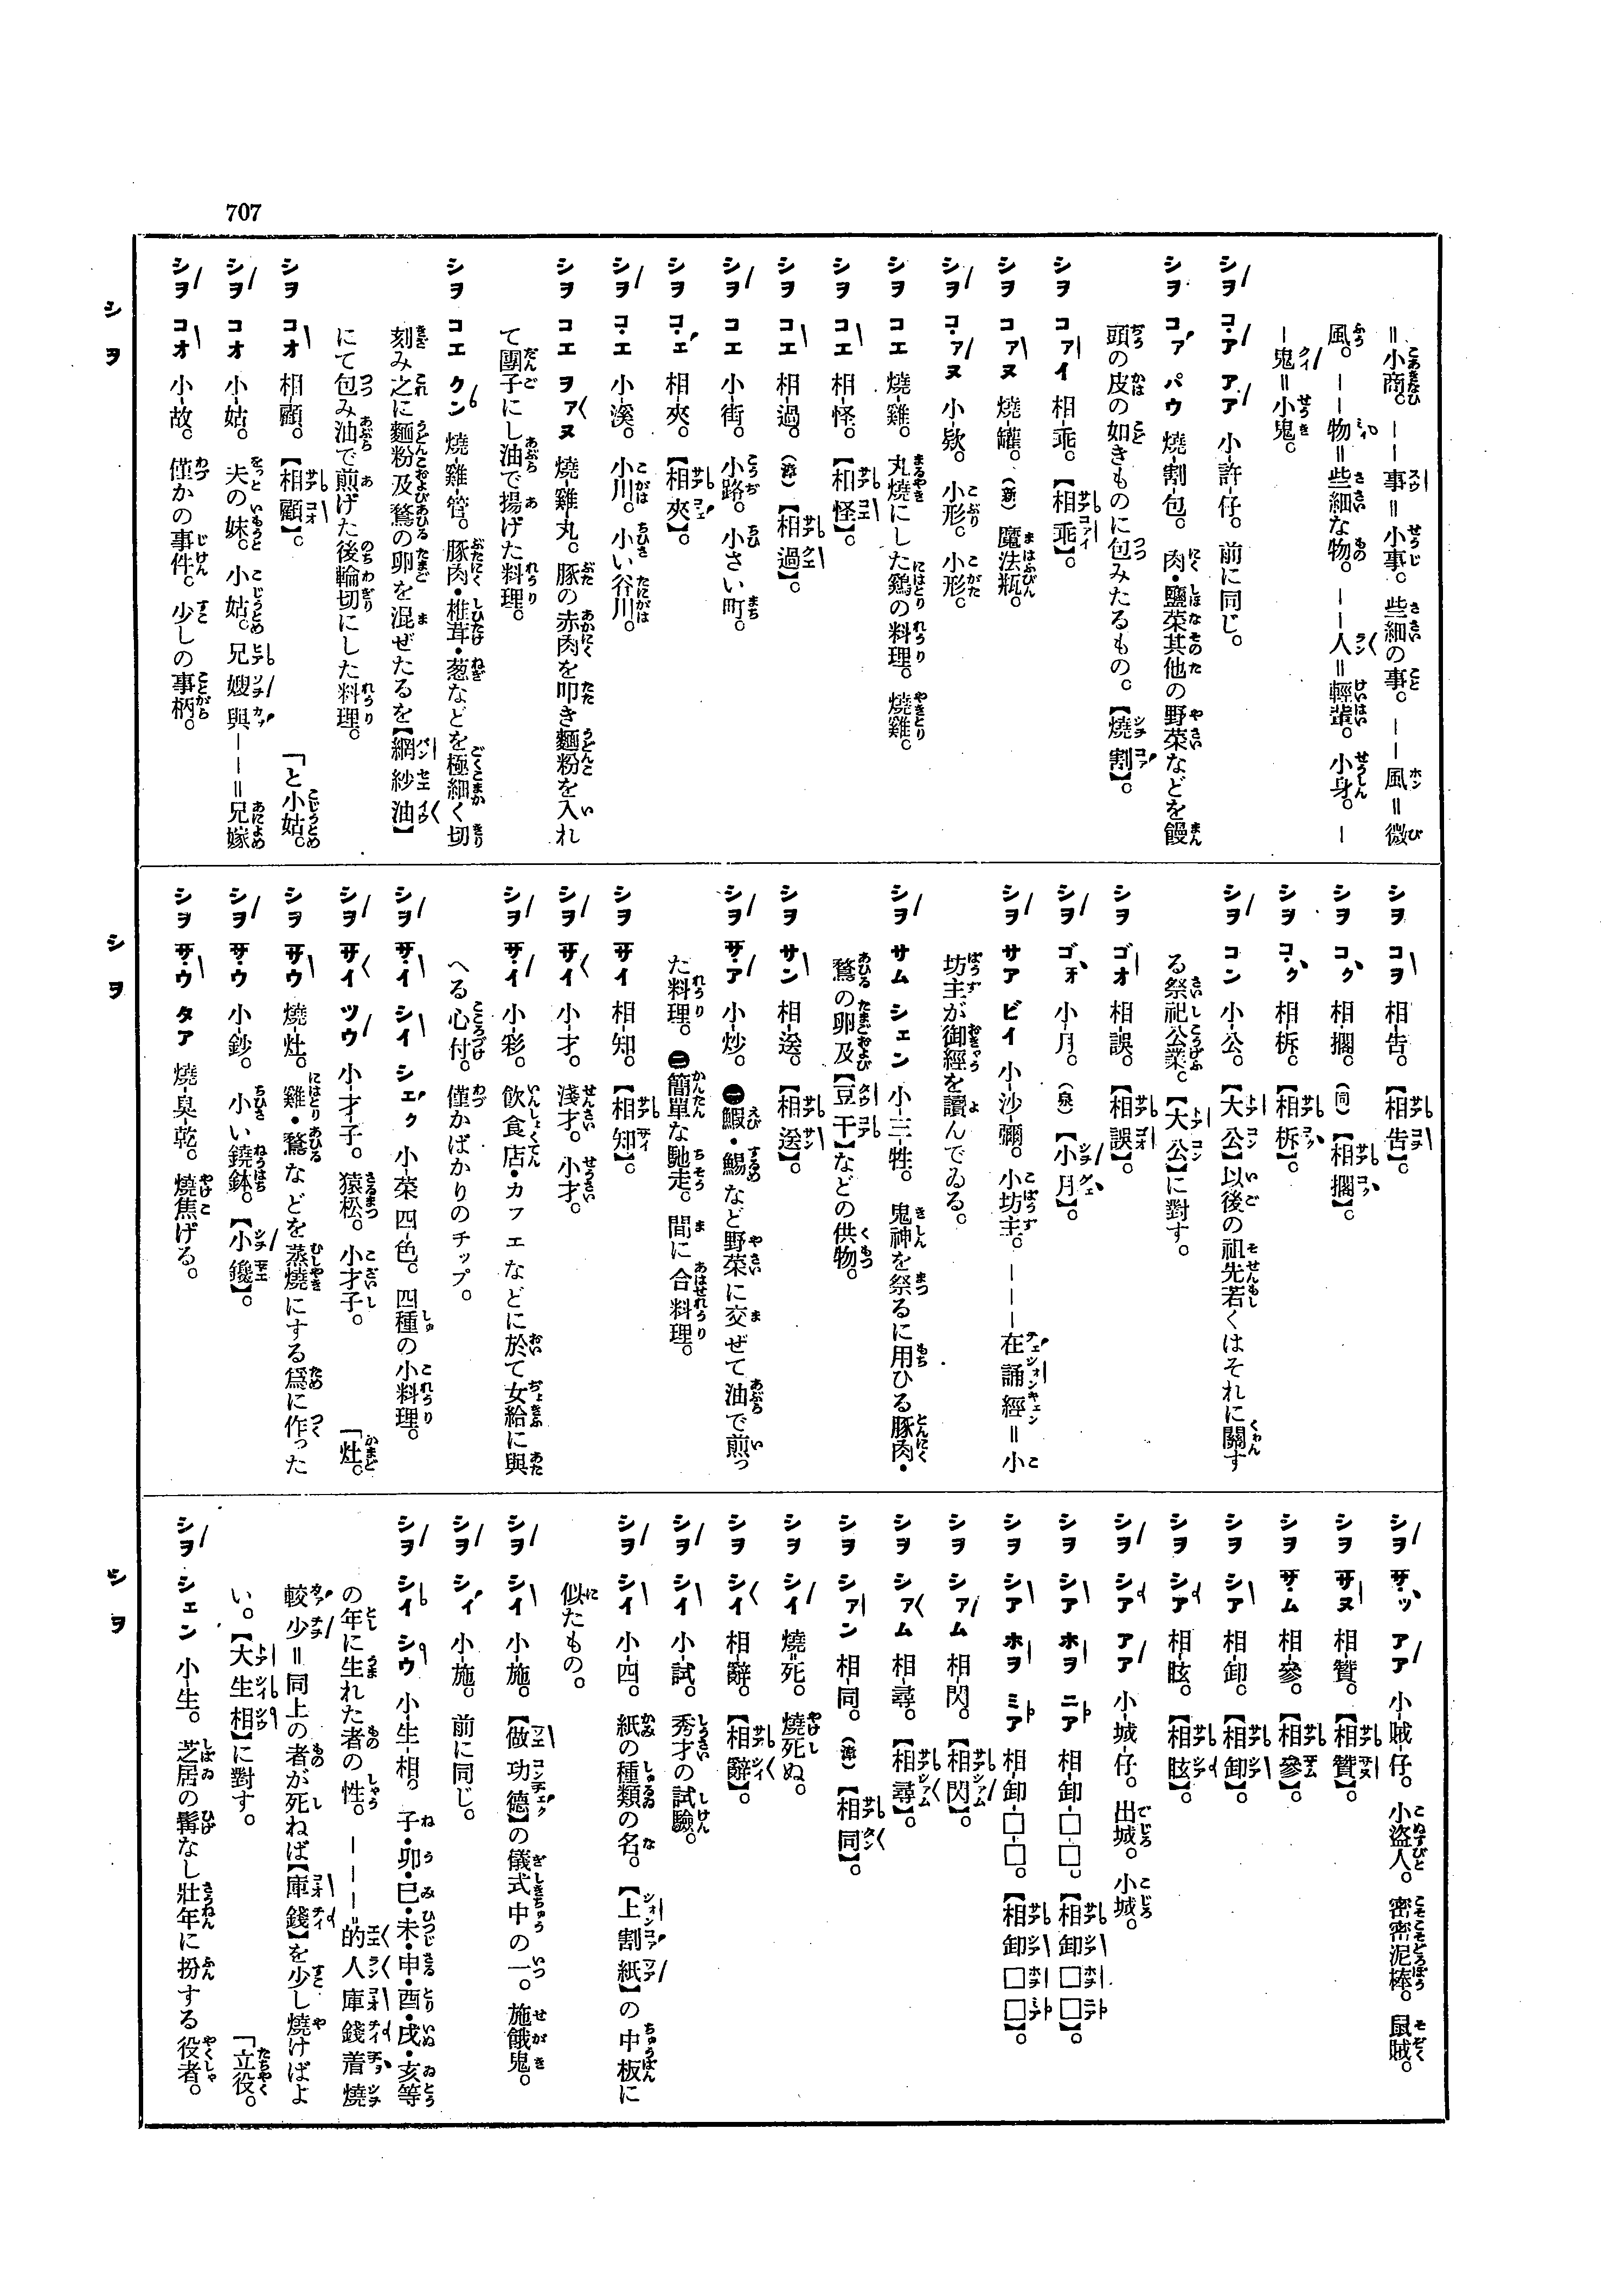 707
＝小商。――事＝小事。些細の事。――風＝微
風。――物＝些細な物。――人＝輕輩。小身。―
―鬼＝小鬼。
シヲ コア アア 小許仔。前に同じ。
シヲ コァ パウ 燒割包。肉・鹽菜其他の野菜などを饅
頭の皮の如きものに包みたるもの。【燒割】。
シヲ コァイ 相乖。【相乖】。
シヲ コアヌ 燒罐。（新）魔法瓶。
シヲ コアヌ 小欵。小形。小形。
シヲ コエ 燒雞。丸燒にした鷄の料理。燒雞。
シヲ コエ 相怪。【相怪】。
シヲ コエ 相過。（漳）【相過】。
シヲ コエ 小街。小路。小さい町。
シヲ コェ 相夾。【相夾】。
シヲ コエ 小溪。小川。小い谷川。
シヲ コエ ヲァヌ 燒雞丸。豚の赤肉を叩き麵粉を入れ
て團子にし油で揚げた料理。
シヲ コエ クン 燒雞管。豚肉・椎茸・葱などを極細く切
刻み之に麵粉及鶩の卵を混ぜたるを【網紗油】
にて包み油で煎げた後輪切にした料理。
シヲ コオ 相顧。【相顧】。
シヲ コオ 小姑。夫の妹。小姑。兄嫂與――＝兄嫁「と小姑。
シヲ コオ 小故。僅かの事件。少しの事柄。
シヲ コヲ 相告。【相告】。
シヲ コク 相擱。（同）【相擱】。
シヲ コク 相㭊。【相㭊】。
シヲ コン 小公。【大公】以後の祖先若くはそれに關す
る祭祀公業。【大公】に對す。
シヲ ゴオ 相誤。【相誤】。
シヲ ゴェ 小月。（泉）【小月】。
シヲ サア ビイ 小沙彌。小坊主。―――在誦經＝小
坊主が御經を讀んでゐる。
シヲ サム シェン 小三牲。鬼神を祭るに用ひる豚肉・
鶩の卵及【豆干】などの供物。
シヲ サン 相送。【相送】。
シヲ サア 小炒。㊀鰕・鯣など野菜に交ぜて油で煎つ
た料理。㊁簡單な馳走。間に合料理。
シヲ サイ 相知。【相知】。
シヲ サイ 小才。淺才。小才。
シヲ サイ 小彩。飮食店・カフェなどに於て女給に與
へる心付。僅かばかりのチップ。
シヲ サイ シイ シェク 小菜四色。四種の小料理。
シヲ サイ ツウ 小才子。猿松。小才子。
シヲ サウ 燒灶。雞・鶩などを蒸燒にする爲に作った「灶。
シヲ サウ 小鈔。小い鐃鉢。【小鑱】。
シヲ サウ タア 燒臭乾。燒焦げる。
シヲ サッ アア 小賊仔。小盜人。密密泥棒。鼠賊。
シヲ サヌ 相贊。【相贊】。
シヲ サム 相參。【相參】。
シヲ シア 相卸。【相卸】。
シヲ シア 相眩。【相眩】。
シヲ シア アア 小城仔。出城。小城。
シヲ シア ホヲ ニア 相卸□□。【相卸□□】。
シヲ シア ホヲ ミア 相卸□□。【相卸□□】。
シヲ シァム 相閃。【相閃】。
シヲ シァム 相尋。【相尋】。
シヲ シァン 相同。（漳）【相同】。
シヲ シイ 燒死。燒死ぬ。
シヲ シイ 相辭。【相辭】。
シヲ シイ 小試。秀才の試驗。
シヲ シイ 小四。紙の種類の名。【上割紙】の中板に
似たもの。
シヲ シイ 小施。【做功德】の儀式中の一。施餓鬼。
シヲ シィ 小施。前に同じ。
シヲ シイ シウ 小生相。子・卯・巳・未・申・酉・戌・亥等
の年に生れた者の性。―――的人庫錢着燒
較少＝同上の者が死ねば【庫錢】を少し燒けばよ
い。【大生相】に對す。
シヲ シェン 小生。芝居の髯なし壯年に扮する役者。「立役。
シヲ
シヲ
シヲ